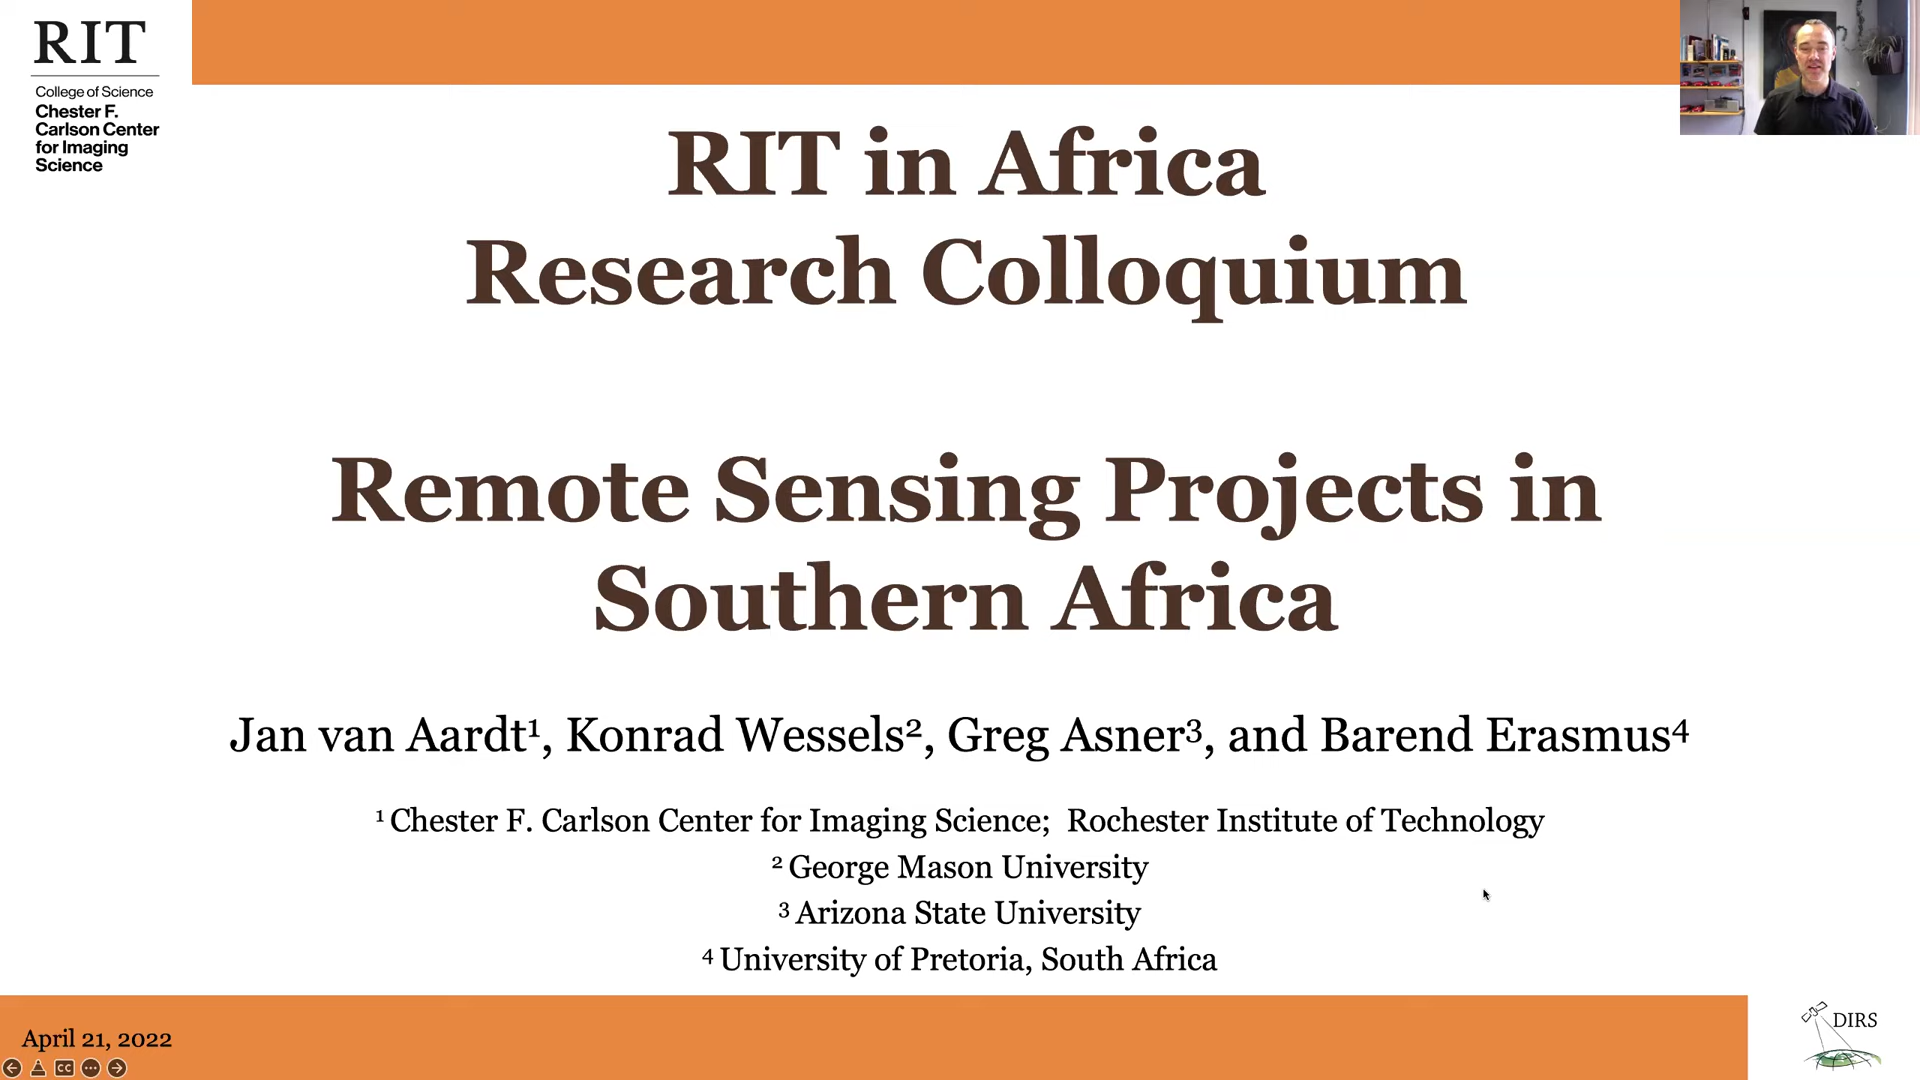 RIT
College of Science
Chester F.
Carlson Center
for Imaging
Science
RIT in Africa
Research Colloquium
Remote Sensing Projects in
Southern Africa
Jan van Aardt¹, Konrad Wessels², Greg Asner³, and Barend Erasmus⁴
¹ Chester F. Carlson Center for Imaging Science; Rochester Institute of Technology
² George Mason University
³ Arizona State University
⁴ University of Pretoria, South Africa
April 21, 2022
CC
DIRS